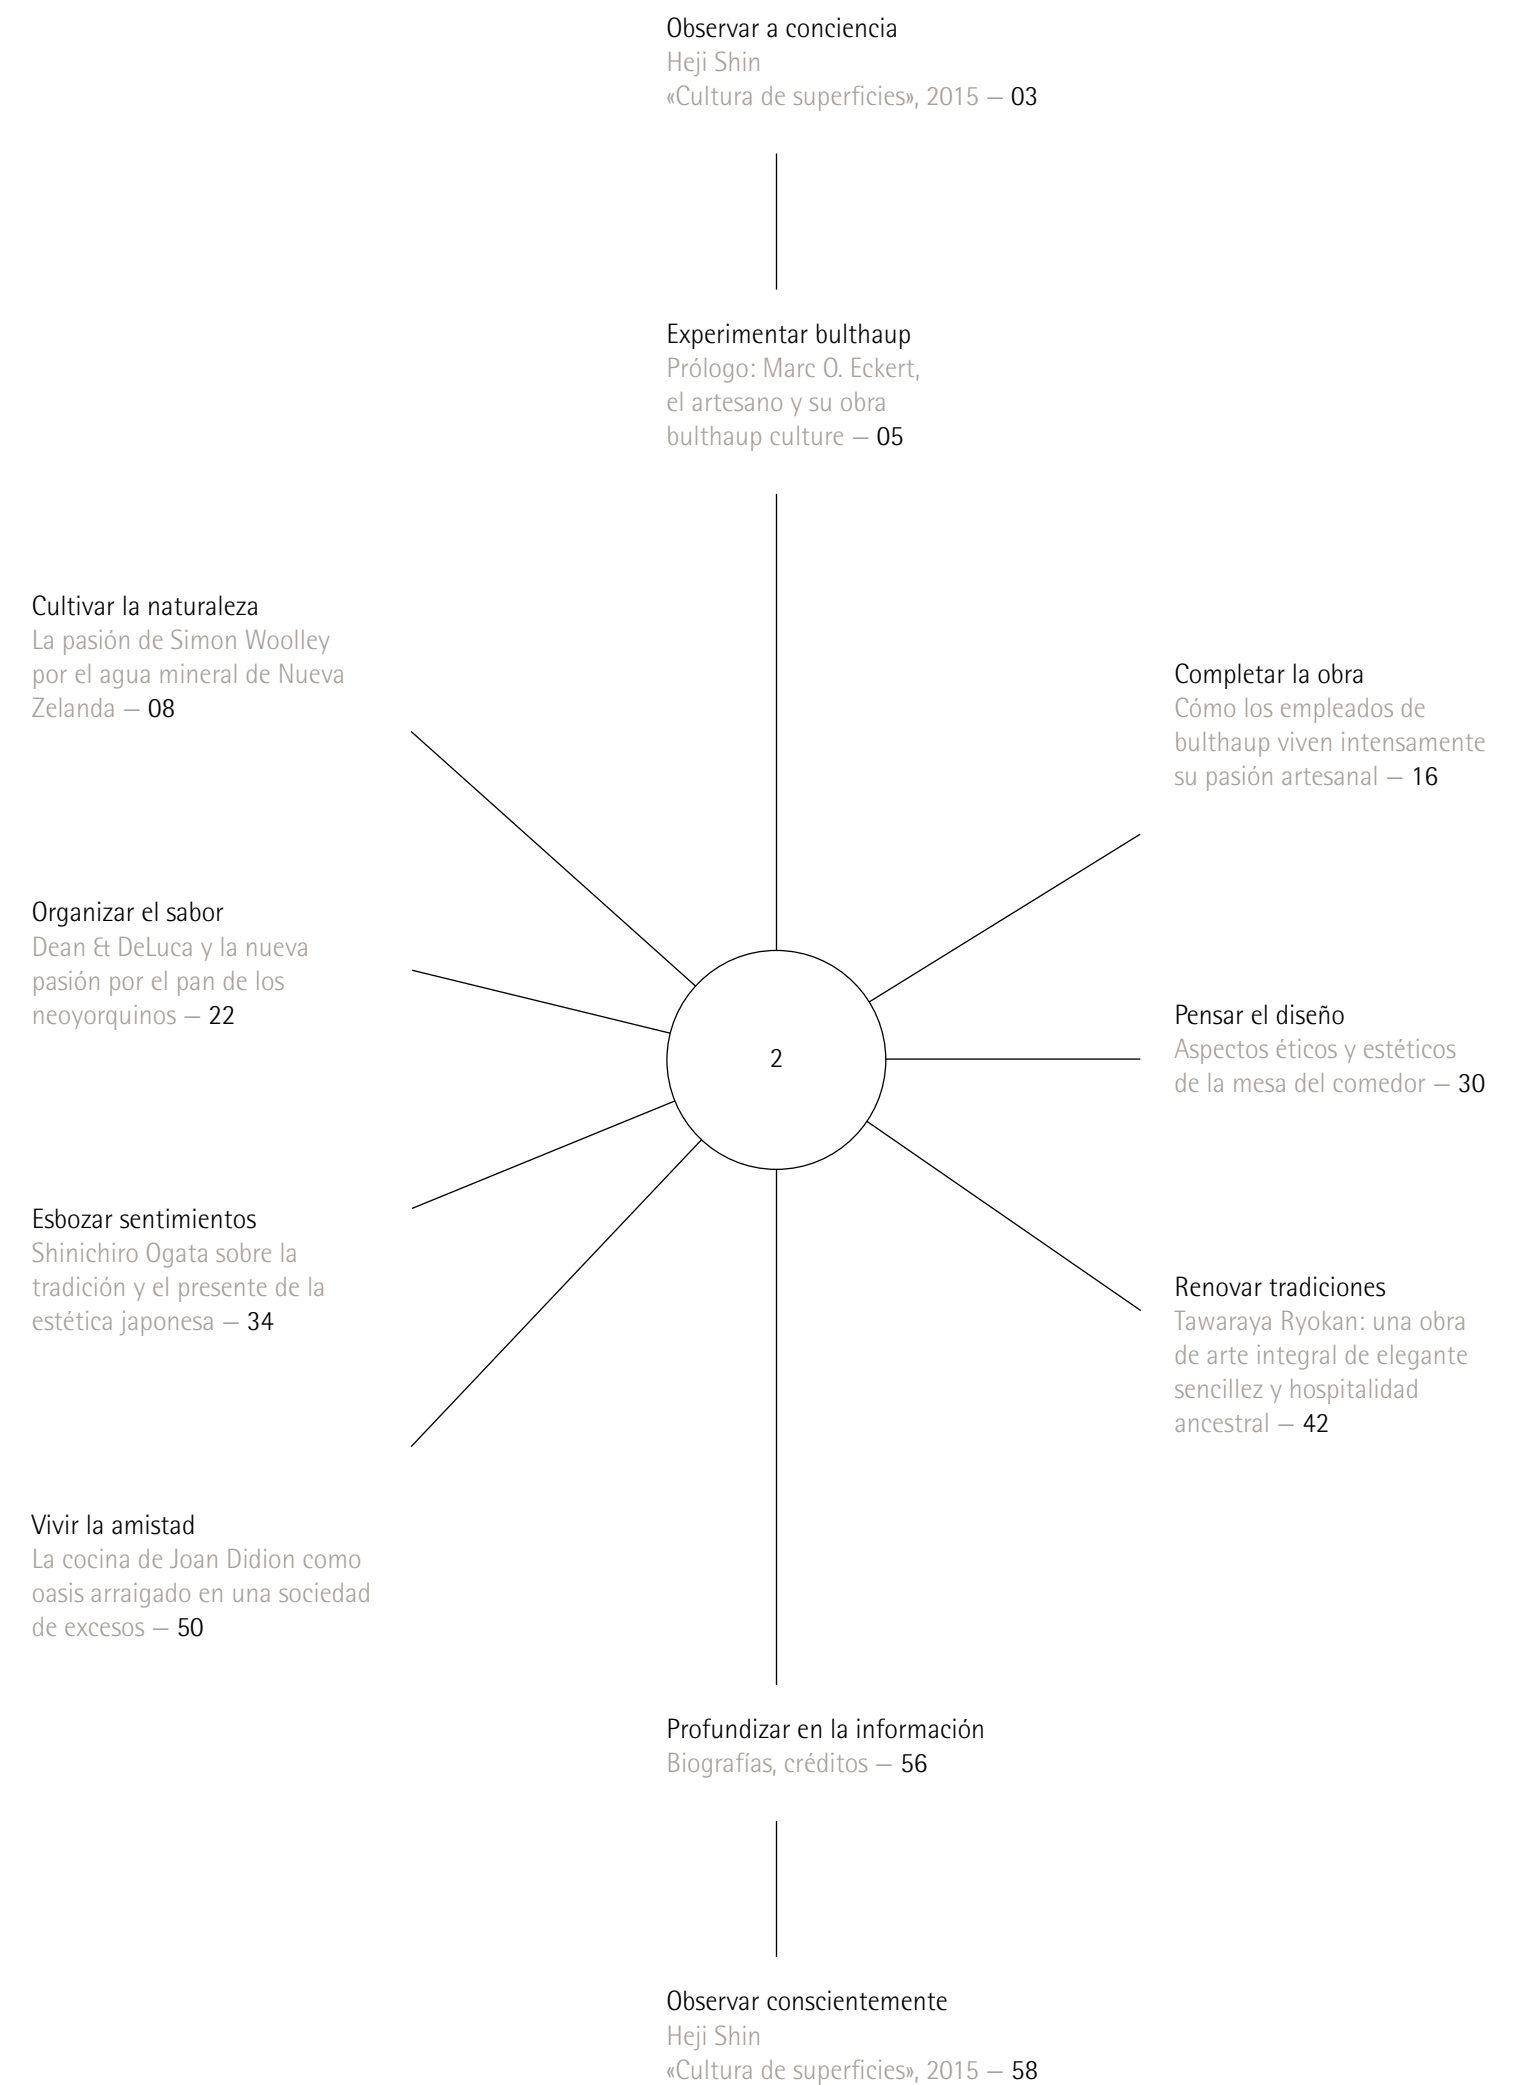 Observar a conciencia
Heji Shin
«Cultura de superficies», 2015 — 03
Experimentar bulthaup
Prólogo: Marc O. Eckert,
el artesano y su obra
bulthaup culture — 05
Cultivar la naturaleza
La pasión de Simon Woolley
por el agua mineral de Nueva
Zelanda — 08
Completar la obra
Cómo los empleados de
bulthaup viven intensamente
su pasión artesanal — 16
Organizar el sabor
Dean & DeLuca y la nueva
pasión por el pan de los
neoyorquinos — 22
2
Pensar el diseño
Aspectos éticos y estéticos
de la mesa del comedor — 30
Esbozar sentimientos
Shinichiro Ogata sobre la
tradición y el presente de la
estética japonesa — 34
Renovar tradiciones
Tawaraya Ryokan: una obra
de arte integral de elegante
sencillez y hospitalidad
ancestral — 42
Vivir la amistad
La cocina de Joan Didion como
oasis arraigado en una sociedad
de excesos — 50
Profundizar en la información
Biografías, créditos — 56
Observar conscientemente
Heji Shin
«Cultura de superficies», 2015 — 58